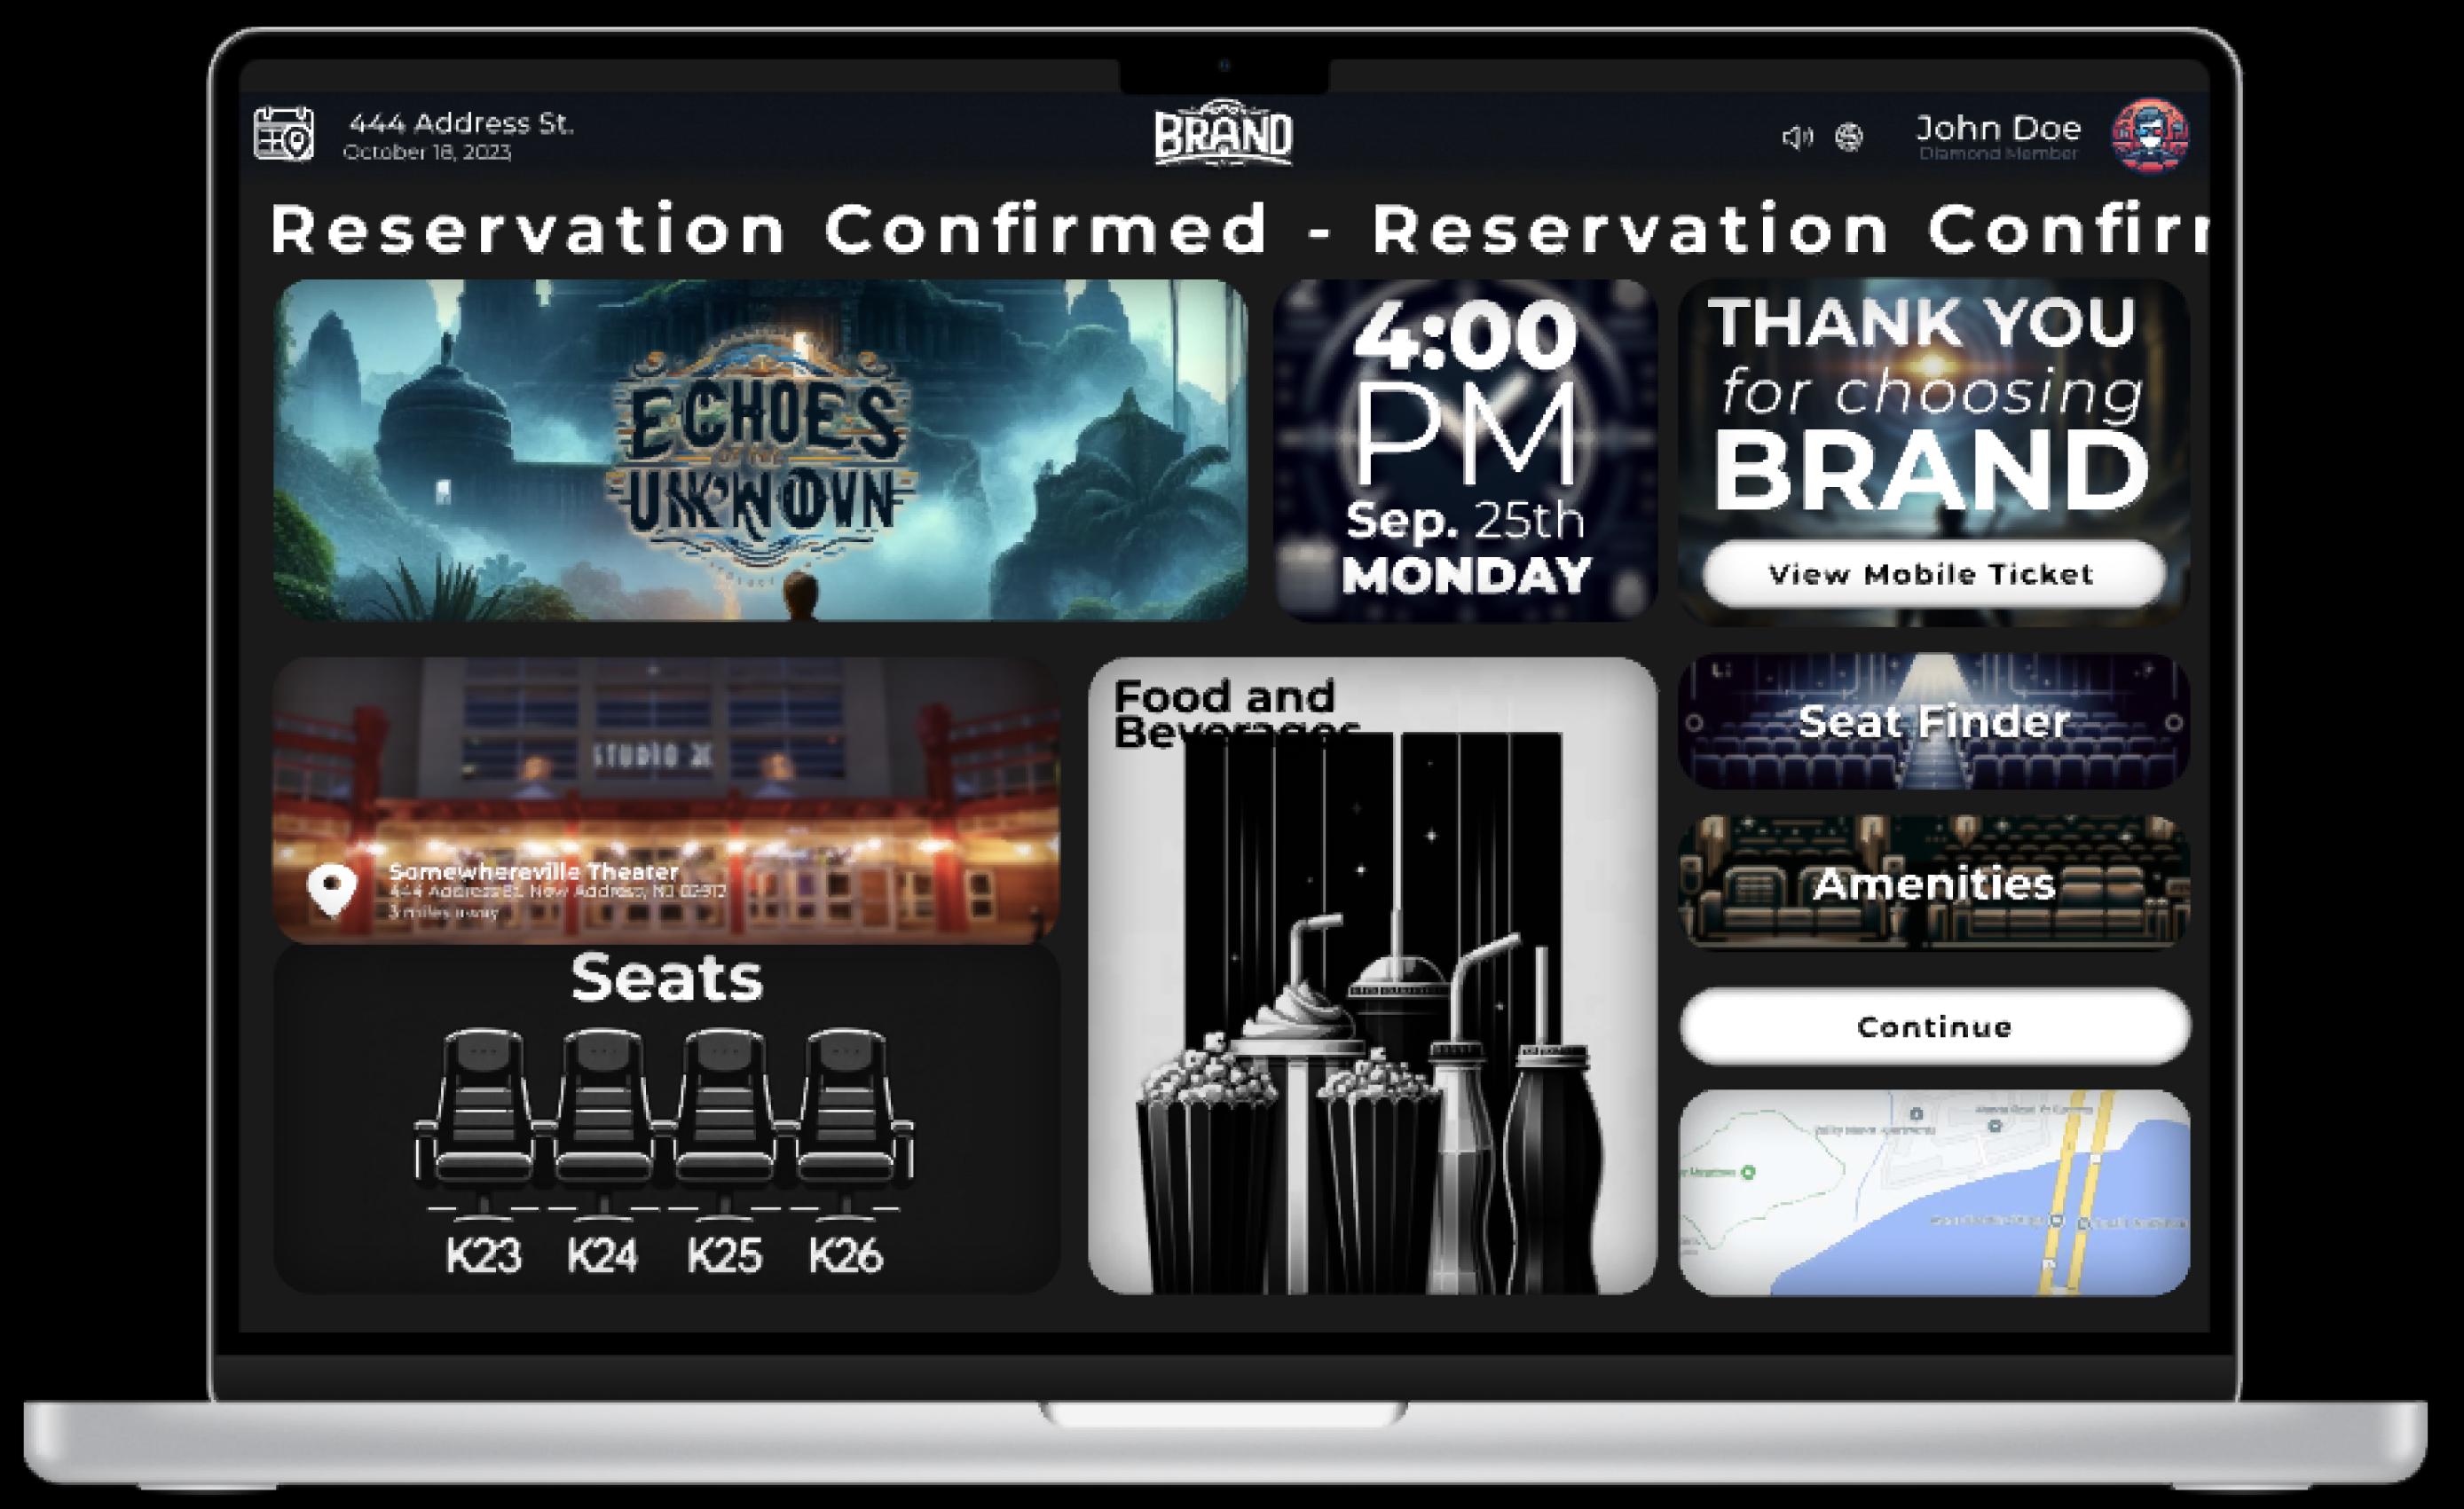 444 Address St.
October 18, 2023
BRAND
John Doe
Diamond Member
Reservation Confirmed - Reservation Confir
ECHOES
OF THE
UNKNOWN
4:00
PM
Sep. 25th
MONDAY
THANK YOU
for choosing
BRAND
View Mobile Ticket
STUDIO
Somewhereville Theater
444 Address St. New Address, NJ
3 miles away
Seats
K23 K24 K25 K26
Food and
Beverages
Seat Finder
Amenities
Continue